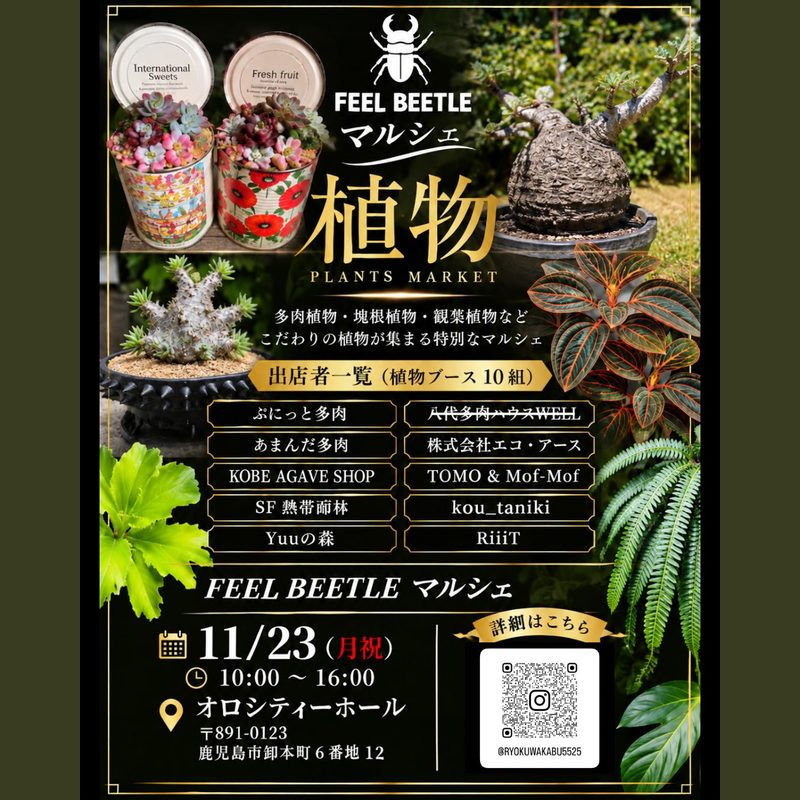 International
Sweets
Fresh fruit
FEEL BEETLE
マルシェ
植物
PLANTS MARKET
多肉植物・塊根植物・観葉植物など
こだわりの植物が集まる特別なマルシェ
出店者一覧（植物ブース 10 組）
ぷにっと多肉
八代多肉ハウスWELL
あまんだ多肉
株式会社エコ・アース
KOBE AGAVE SHOP
TOMO & Mof-Mof
SF 熱帯面林
kou_taniki
Yuuの森
RiiiT
FEEL BEETLE マルシェ
11/23（月祝）
10:00 〜 16:00
オロシティーホール
〒891-0123
鹿児島市卸本町 6 番地 12
詳細はこちら
@RYOKUWAKABU5525